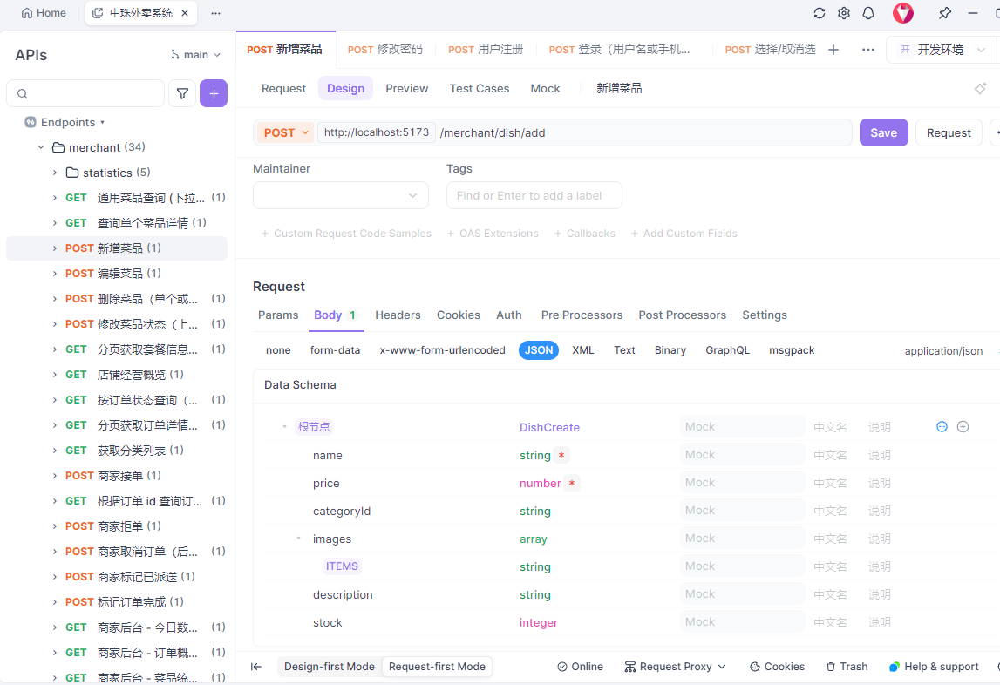 Home
中珠外卖系统
APIs
main
Endpoints
merchant (34)
statistics (5)
GET 通用菜品查询 (下拉... (1)
GET 查询单个菜品详情 (1)
POST 新增菜品 (1)
POST 编辑菜品 (1)
POST 删除菜品（单个或... (1)
POST 修改菜品状态（上... (1)
GET 分页获取套餐信息... (1)
GET 店铺经营概览 (1)
GET 按订单状态查询（... (1)
GET 分页获取订单详情... (1)
GET 获取分类列表 (1)
POST 商家接单 (1)
GET 根据订单 id 查询订... (1)
POST 商家拒单 (1)
POST 商家取消订单（后... (1)
POST 商家标记已派送 (1)
POST 标记订单完成 (1)
GET 商家后台 - 今日数... (1)
GET 商家后台 - 订单概... (1)
GET 商家后台 - 菜品统... (1)
POST 新增菜品
POST 修改密码
POST 用户注册
POST 登录（用户名或手机...
POST 选择/取消选
开 开发环境
Request Design Preview Test Cases Mock 新增菜品
POST http://localhost:5173 /merchant/dish/add Save Request
Maintainer Tags
Find or Enter to add a label
+ Custom Request Code Samples + OAS Extensions + Callbacks + Add Custom Fields
Request
Params Body 1 Headers Cookies Auth Pre Processors Post Processors Settings
none form-data x-www-form-urlencoded JSON XML Text Binary GraphQL msgpack application/json
Data Schema
根节点 DishCreate Mock 中文名 说明
name string * Mock 中文名 说明
price number * Mock 中文名 说明
categoryId string Mock 中文名 说明
images array Mock 中文名 说明
ITEMS string Mock 中文名 说明
description string Mock 中文名 说明
stock integer Mock 中文名 说明
Design-first Mode Request-first Mode Online Request Proxy Cookies Trash Help & support